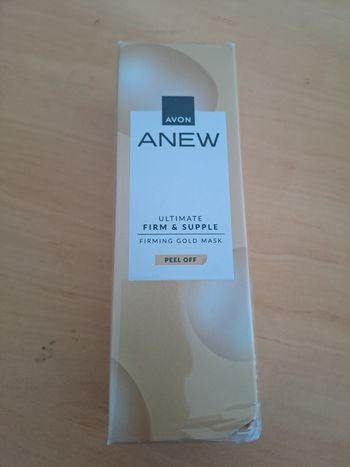 AVON
ANEW
ULTIMATE
FIRM & SUPPLE
FIRMING GOLD MASK
PEEL OFF